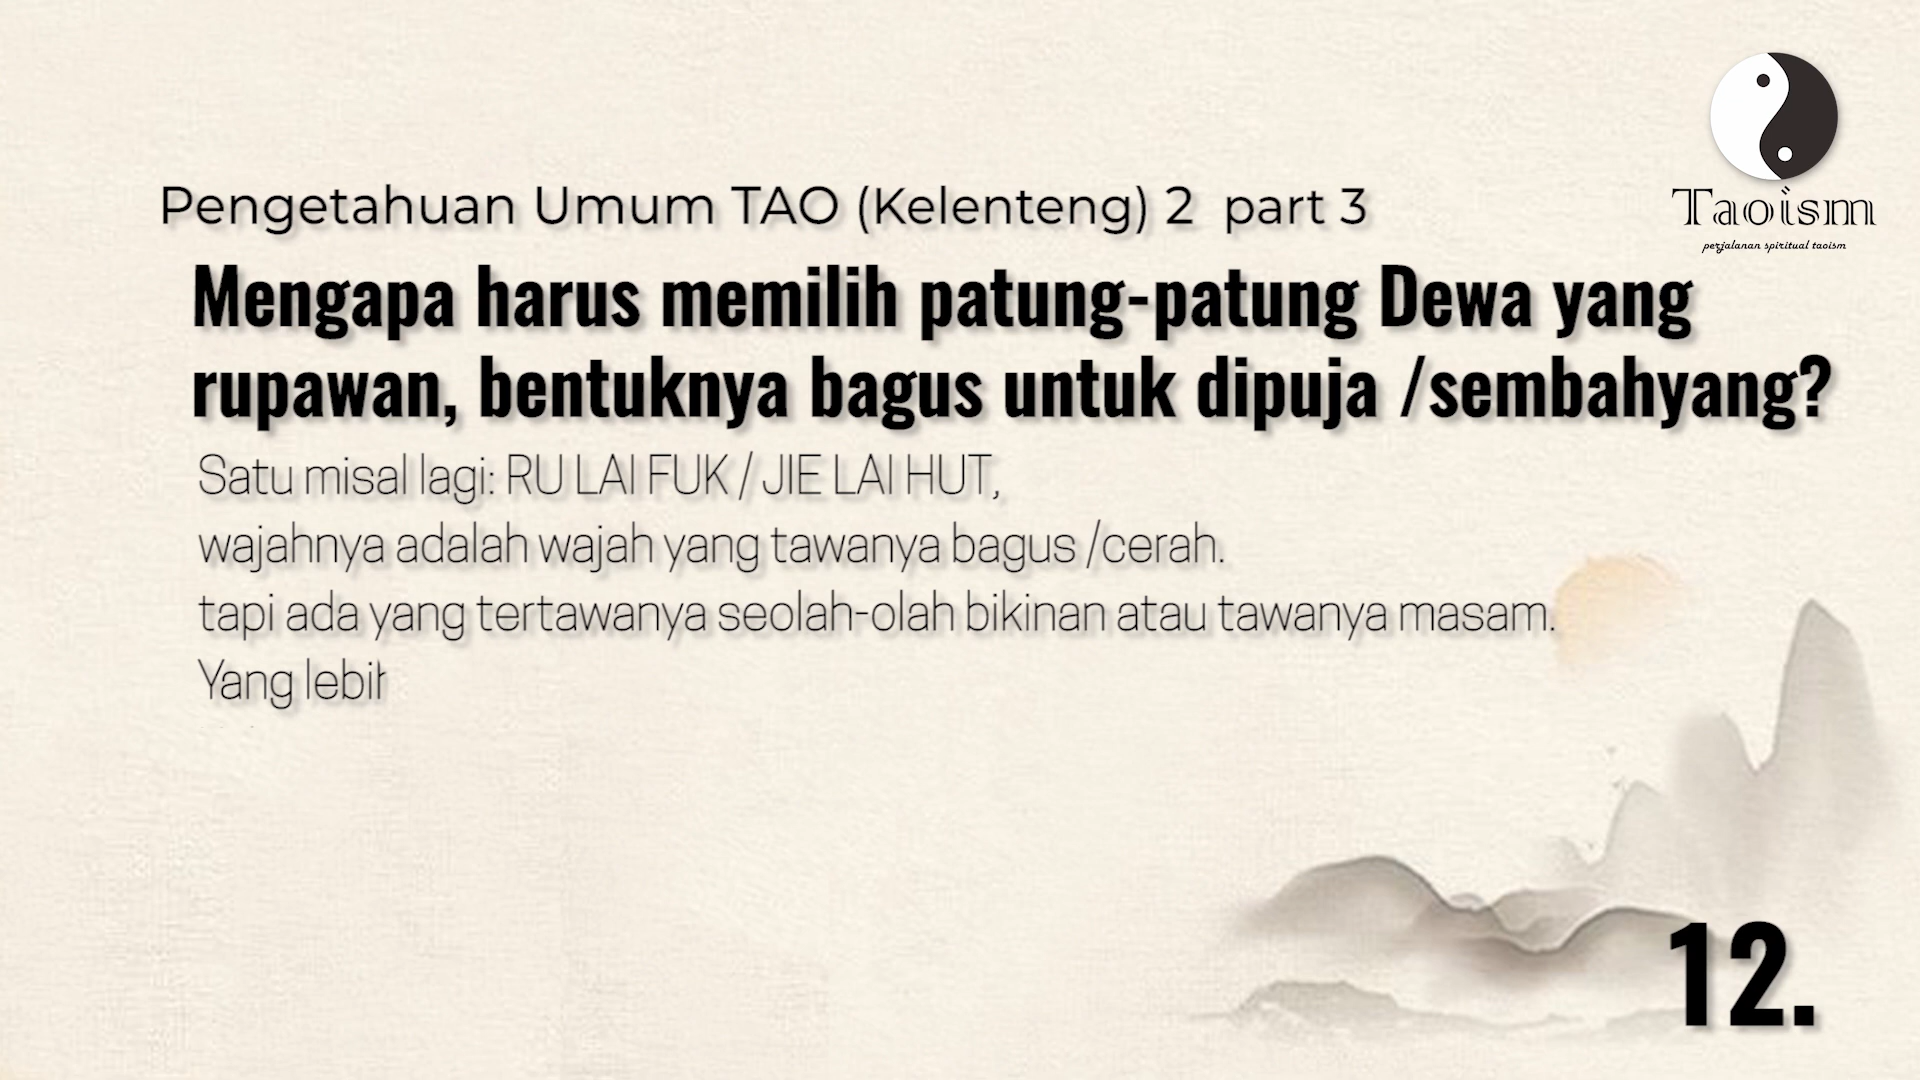 Taoism
perjalanan spiritual taoism
Pengetahuan Umum TAO (Kelenteng) 2 part 3
Mengapa harus memilih patung-patung Dewa yang
rupawan, bentuknya bagus untuk dipuja /sembahyang?
Satu misal lagi: RU LAI FUK / JIE LAI HUT,
wajahnya adalah wajah yang tawanya bagus /cerah.
tapi ada yang tertawanya seolah-olah bikinan atau tawanya masam.
Yang
12.